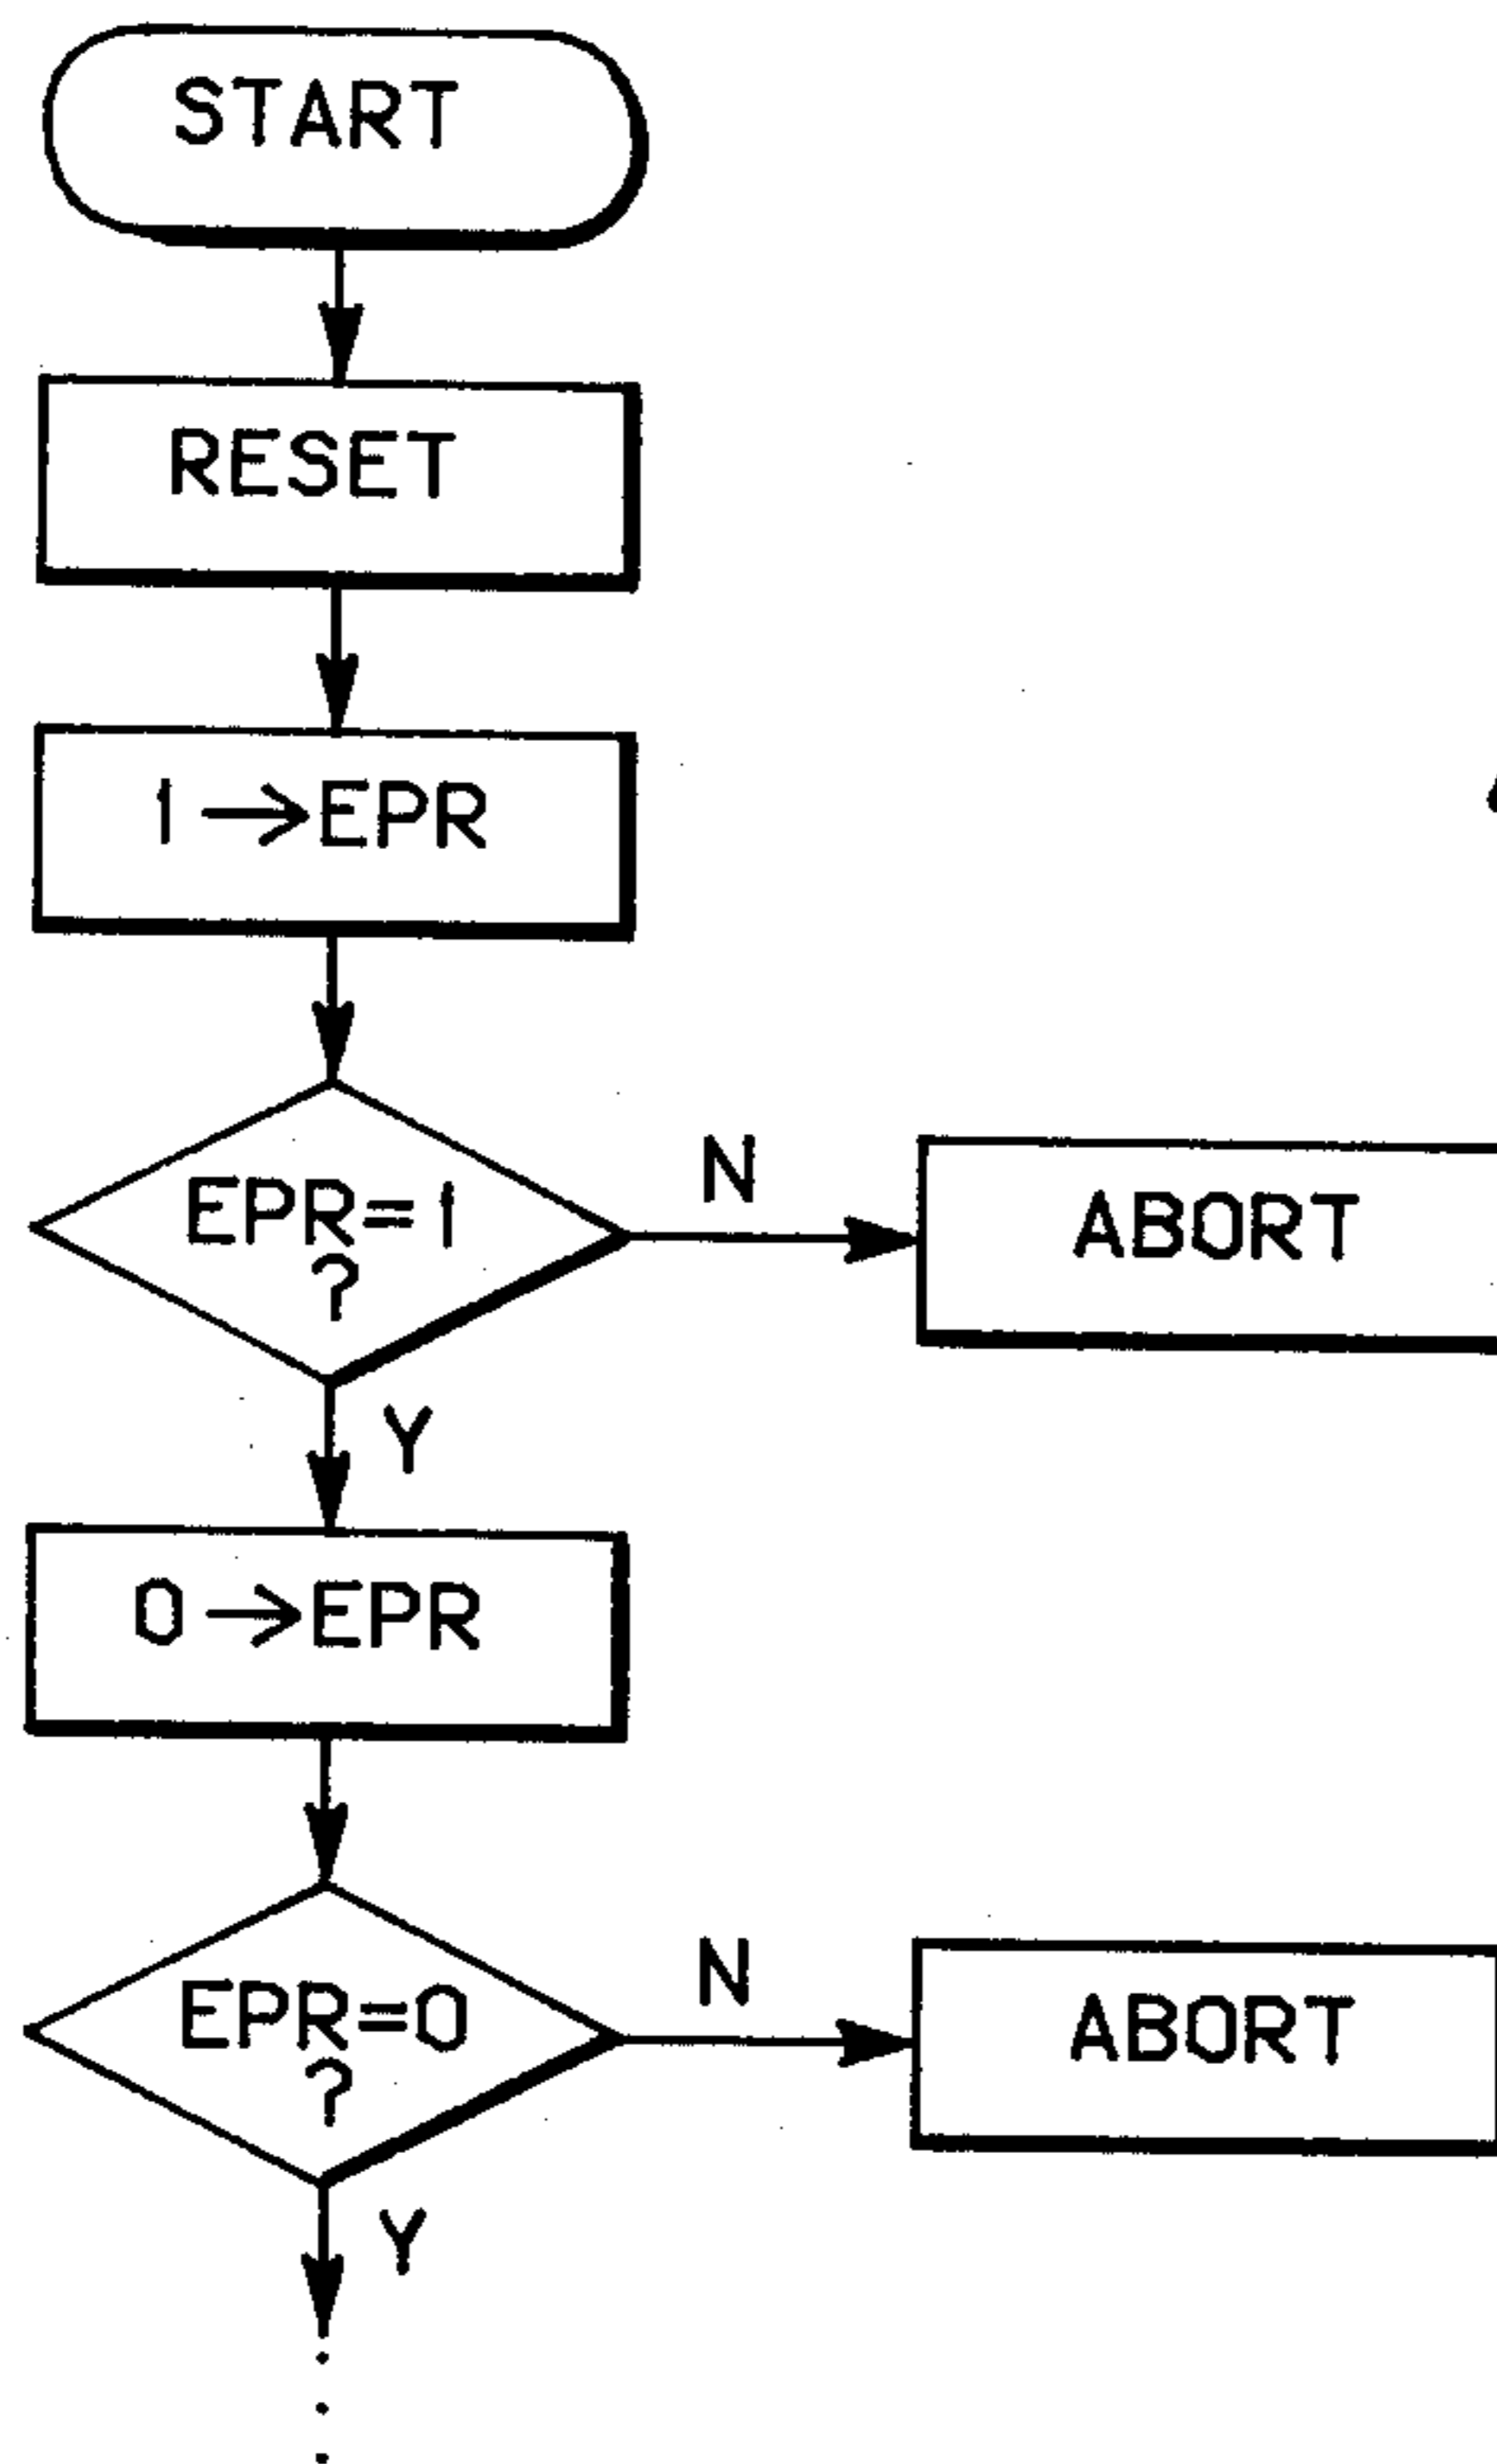 START
RESET
1→EPR
EPR=1
?
N
ABORT
Y
0→EPR
EPR=0
?
N
ABORT
Y